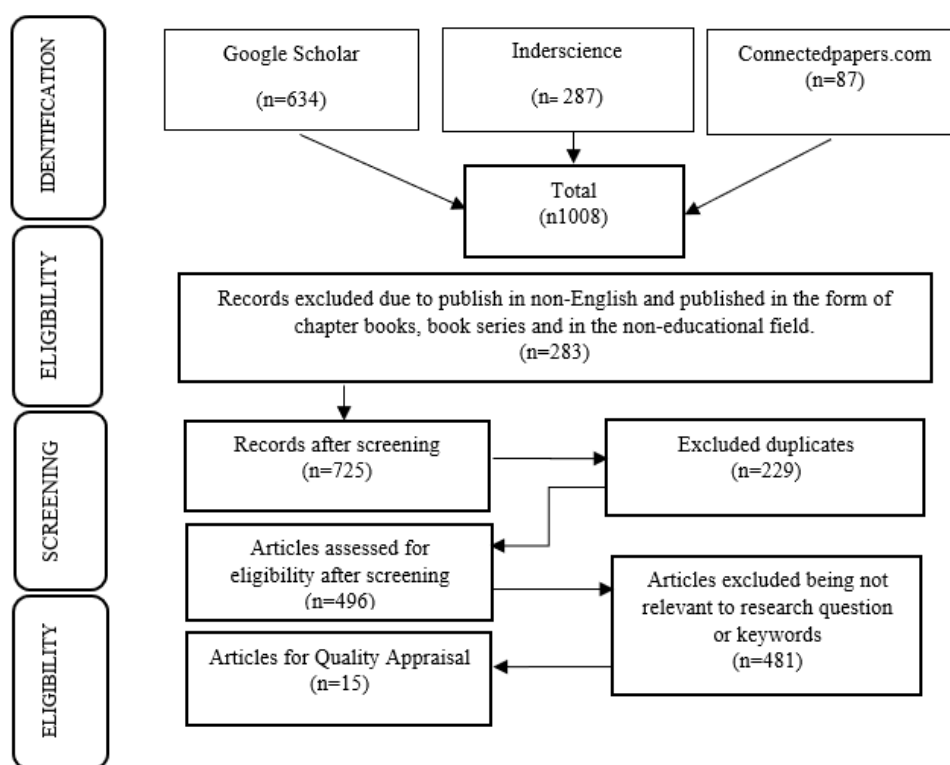 IDENTIFICATION
Google Scholar
(n=634)
Inderscience
(n= 287)
Connectedpapers.com
(n=87)
Total
(n1008)
ELIGIBILITY
Records excluded due to publish in non-English and published in the form of
chapter books, book series and in the non-educational field.
(n=283)
SCREENING
Records after screening
(n=725)
Excluded duplicates
(n=229)
Articles assessed for
eligibility after screening
(n=496)
Articles excluded being not
relevant to research question
or keywords
(n=481)
ELIGIBILITY
Articles for Quality Appraisal
(n=15)